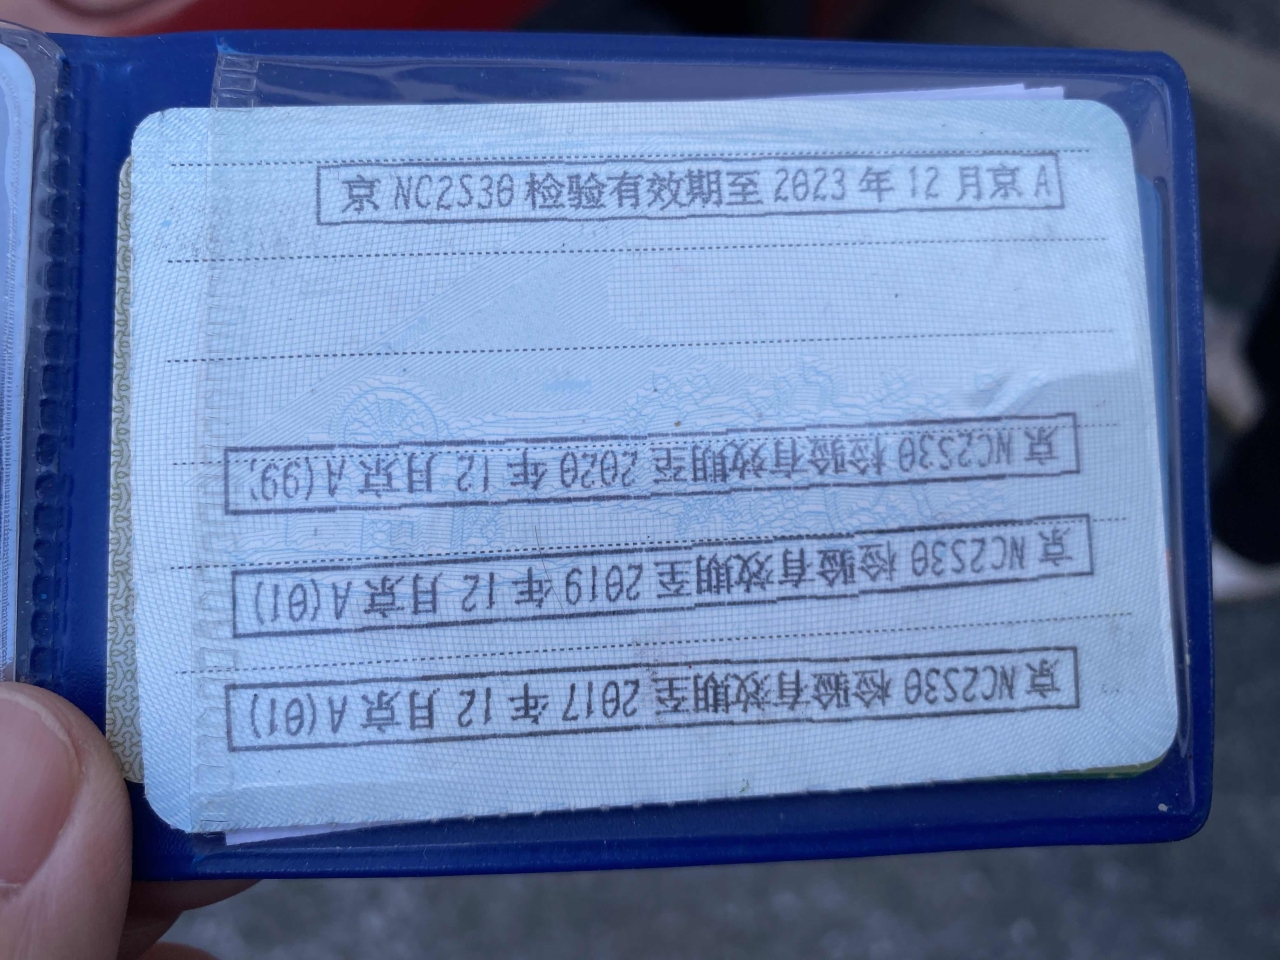 京 NC2S30 检验有效期至 2023 年 12 月京 A
京 NC2S30 检验有效期至 2020 年 12 月京 A(99,
京 NC2S30 检验有效期至 2019 年 12 月京 A(01)
京 NC2S30 检验有效期至 2017 年 12 月京 A(01)